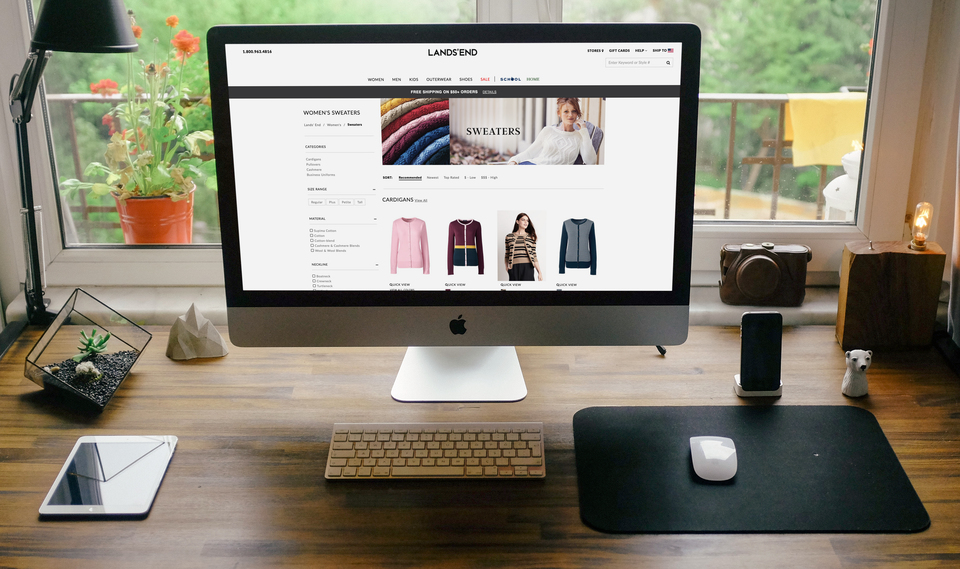 1.800.963.4816
LANDS'END
STORES HELP GIFT CARDS SHIP TO
Enter Keyword or Style #
WOMEN MEN KIDS OUTERWEAR SHOES SALE SCHOOL HOME
FREE SHIPPING ON $50+ ORDERS DETAILS
WOMEN'S SWEATERS
Lands' End > Women's > Sweaters
SWEATERS
CATEGORIES
Cardigans
Pullovers
Cashmere
Business Uniforms
SORT: Recommended Newest Top Rated $ - Low $$$ - High
SIZE RANGE
Regular Plus Petite Tall
CARDIGANS View All
MATERIAL
Supima Cotton
Cotton
Cotton-blend
Cashmere & Cashmere Blends
Wool & Wool Blends
NECKLINE
Boatneck
Crewneck
Turtleneck
QUICK VIEW QUICK VIEW QUICK VIEW QUICK VIEW